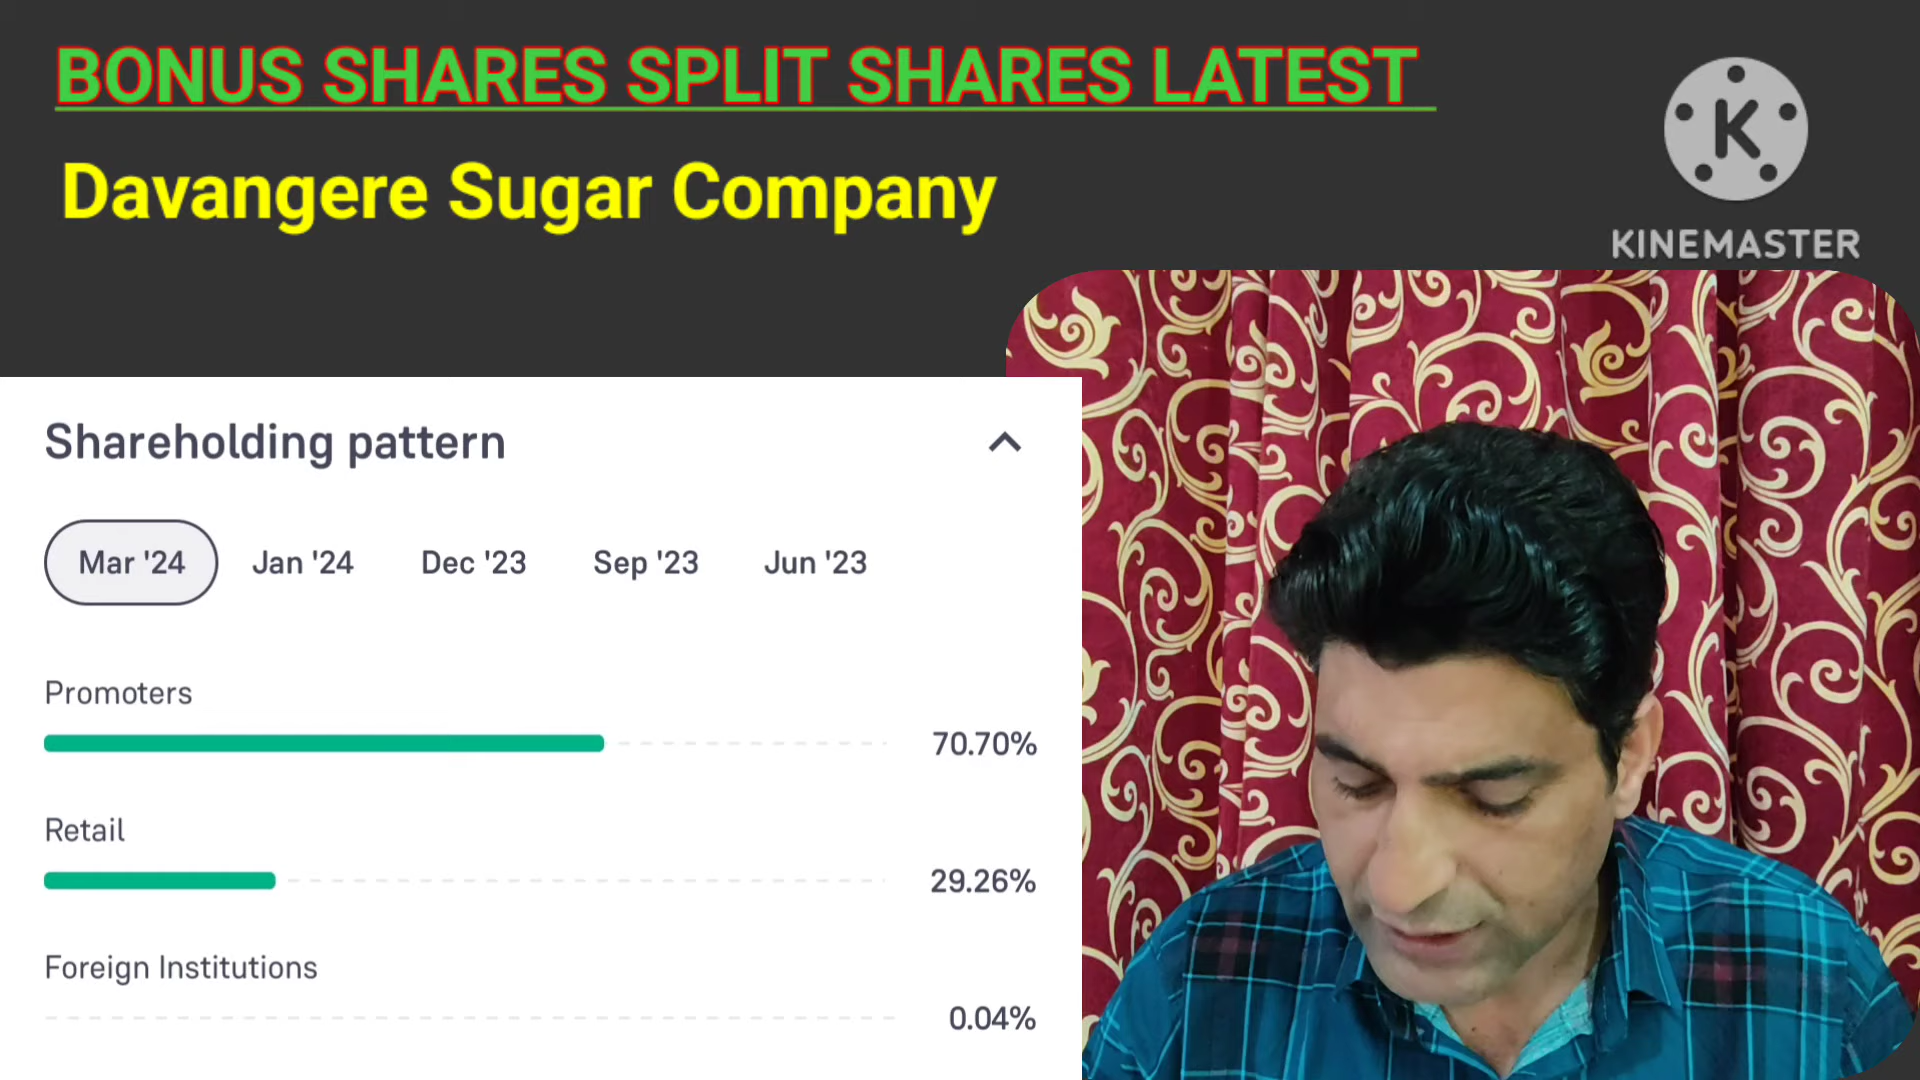 BONUS SHARES SPLIT SHARES LATEST
Davangere Sugar Company
K
KINEMASTER
Shareholding pattern
Mar '24 Jan '24 Dec '23 Sep '23 Jun '23
Promoters
70.70%
Retail
29.26%
Foreign Institutions
0.04%